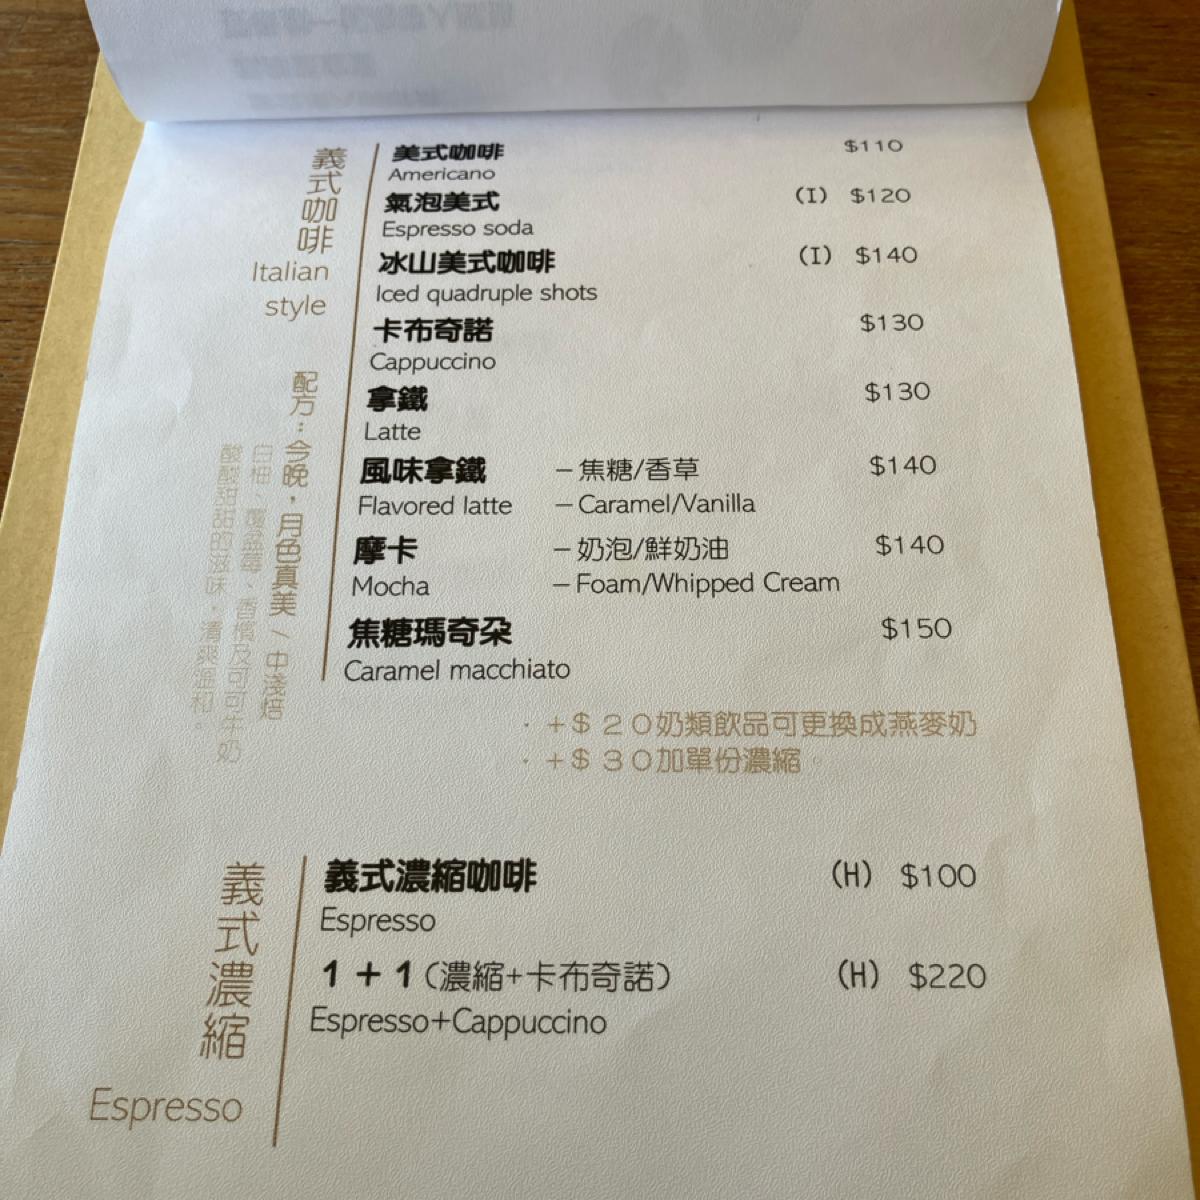 義式咖啡
Italian
style
配方：今晚，月色真美 / 中淺焙
白柚、覆盆莓、香檳及可可牛奶
酸酸甜甜的滋味，清爽溫和。
美式咖啡 $110
Americano
氣泡美式 (I) $120
Espresso soda
冰山美式咖啡 (I) $140
Iced quadruple shots
卡布奇諾 $130
Cappuccino
拿鐵 $130
Latte
風味拿鐵 －焦糖/香草 $140
Flavored latte －Caramel/Vanilla
摩卡 －奶泡/鮮奶油 $140
Mocha －Foam/Whipped Cream
焦糖瑪奇朵 $150
Caramel macchiato
· +$20奶類飲品可更換成燕麥奶
· +$30加單份濃縮。
義式濃縮
Espresso
義式濃縮咖啡 (H) $100
Espresso
1 + 1 (濃縮+卡布奇諾) (H) $220
Espresso+Cappuccino